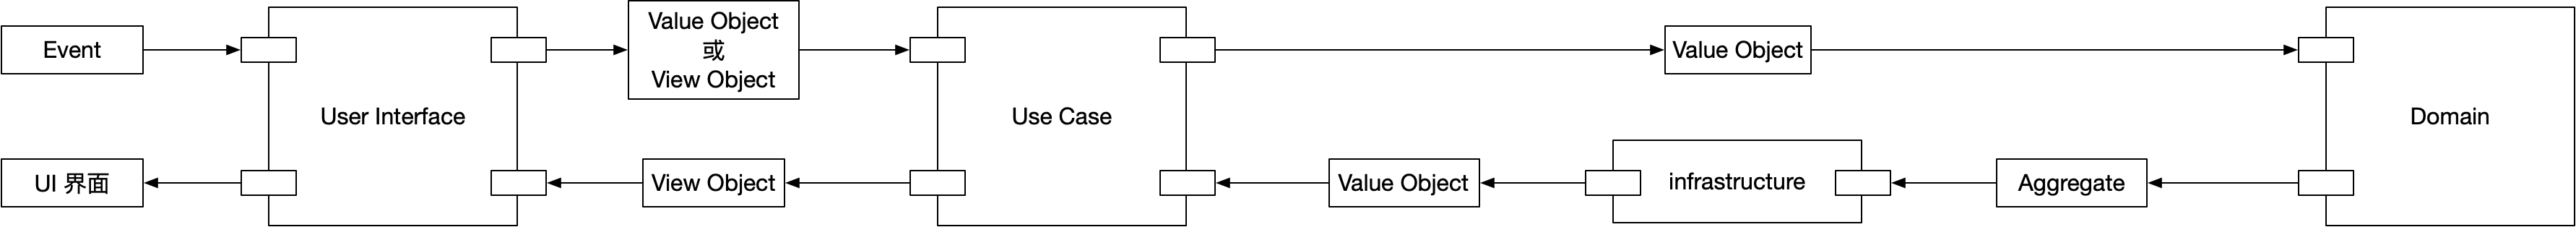 Event
User Interface
Value Object
或
View Object
Use Case
Value Object
Domain
UI 界面
View Object
Value Object
infrastructure
Aggregate